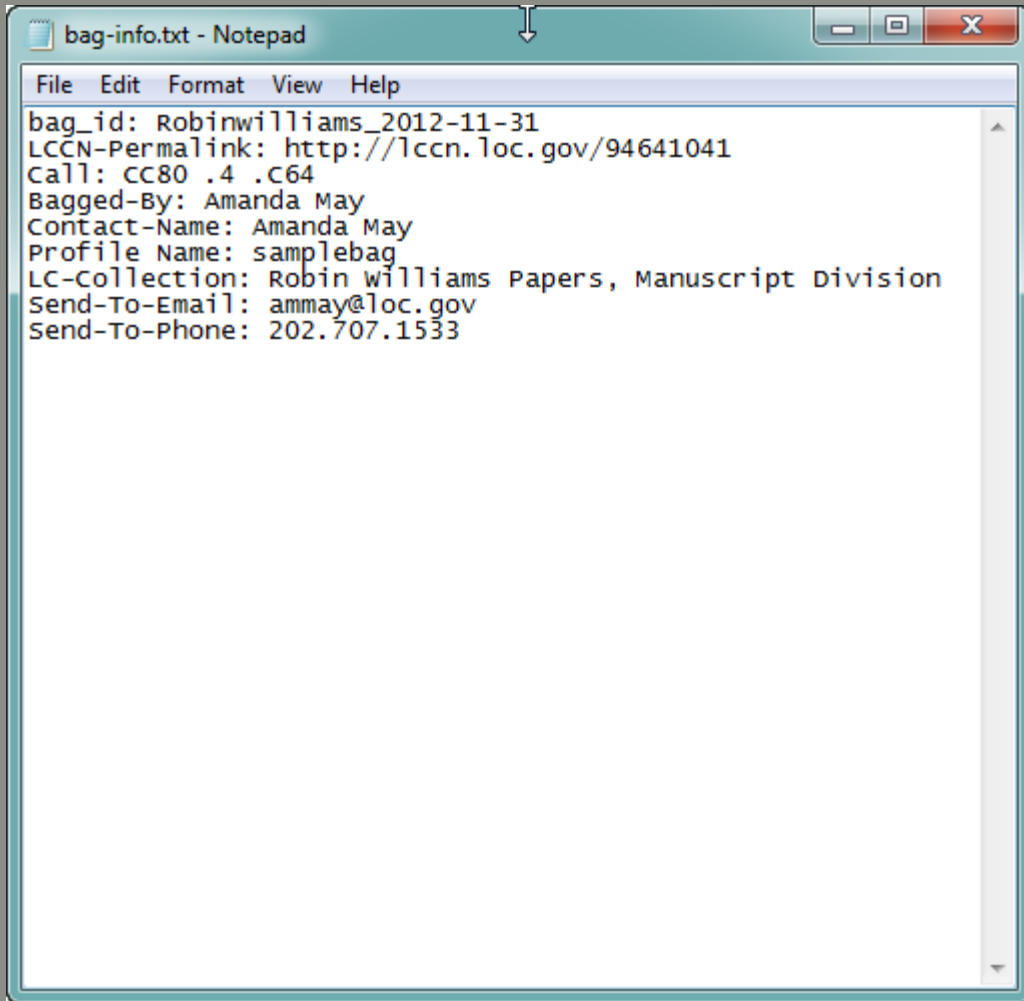 bag-info.txt - Notepad
File Edit Format View Help
bag_id: Robinwilliams_2012-11-31
LCCN-Permalink: http://lccn.loc.gov/94641041
Call: CC80 .4 .C64
Bagged-By: Amanda May
Contact-Name: Amanda May
Profile Name: samplebag
LC-Collection: Robin Williams Papers, Manuscript Division
Send-To-Email: ammay@loc.gov
Send-To-Phone: 202.707.1533